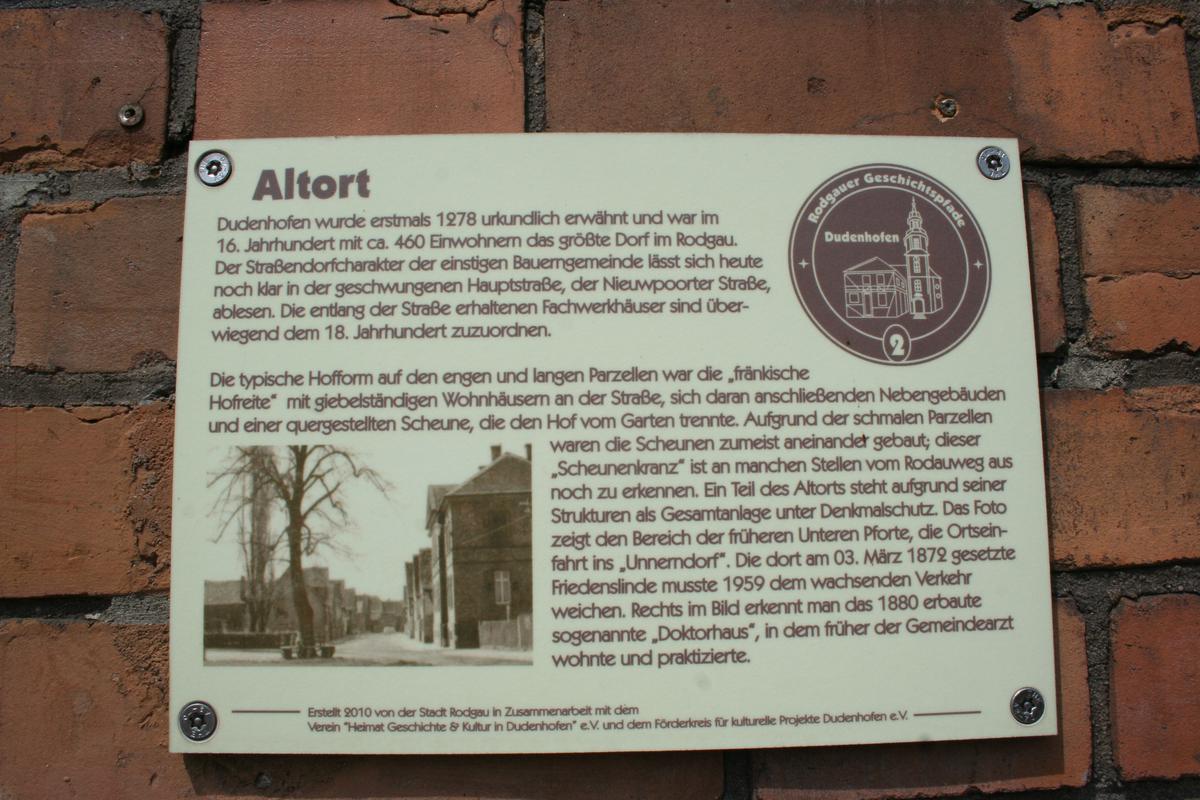 Altort
Dudenhofen wurde erstmals 1278 urkundlich erwähnt und war im
16. Jahrhundert mit ca. 460 Einwohnern das größte Dorf im Rodgau.
Der Straßendorfcharakter der einstigen Bauerngemeinde lässt sich heute
noch klar in der geschwungenen Hauptstraße, der Nieuwpoorter Straße,
ablesen. Die entlang der Straße erhaltenen Fachwerkhäuser sind über-
wiegend dem 18. Jahrhundert zuzuordnen.
Rodgauer Geschichtspfade
Dudenhofen
2
Die typische Hofform auf den engen und langen Parzellen war die „fränkische
Hofreite“ mit giebelständigen Wohnhäusern an der Straße, sich daran anschließenden Nebengebäuden
und einer quergestellten Scheune, die den Hof vom Garten trennte. Aufgrund der schmalen Parzellen
waren die Scheunen zumeist aneinander gebaut; dieser
„Scheunenkranz“ ist an manchen Stellen vom Rodauweg aus
noch zu erkennen. Ein Teil des Altorts steht aufgrund seiner
Strukturen als Gesamtanlage unter Denkmalschutz. Das Foto
zeigt den Bereich der früheren Unteren Pforte, die Ortsein-
fahrt ins „Unnerndorf“. Die dort am 03. März 1872 gesetzte
Friedenslinde musste 1959 dem wachsenden Verkehr
weichen. Rechts im Bild erkennt man das 1880 erbaute
sogenannte „Doktorhaus“, in dem früher der Gemeindearzt
wohnte und praktizierte.
Erstellt 2010 von der Stadt Rodgau in Zusammenarbeit mit dem
Verein "Heimat Geschichte & Kultur in Dudenhofen" e.V. und dem Förderkreis für kulturelle Projekte Dudenhofen e.V.